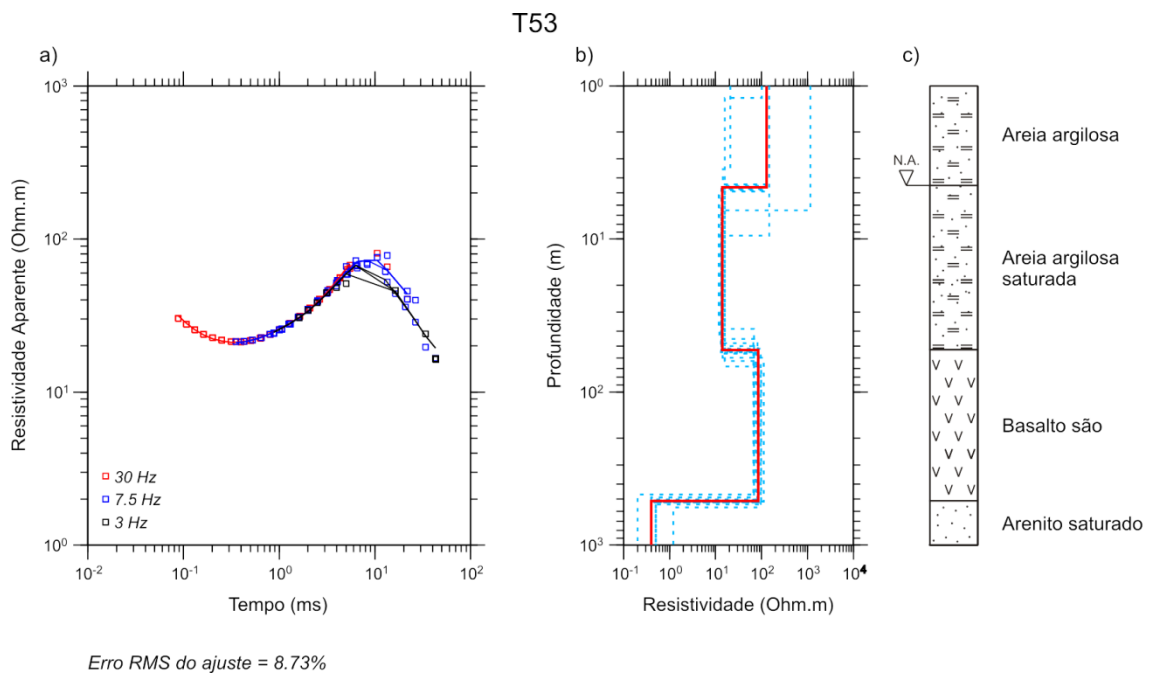 T53
a)
Resistividade Aparente (Ohm.m)
10³
10²
10¹
10⁰
10⁻²
10⁻¹
10⁰
10¹
10²
Tempo (ms)
30 Hz
7.5 Hz
3 Hz
Erro RMS do ajuste = 8.73%
b)
Profundidade (m)
10⁰
10¹
10²
10³
10⁻¹
10⁰
10¹
10²
10³
10⁴
Resistividade (Ohm.m)
c)
N.A.
Areia argilosa
Areia argilosa
saturada
Basalto são
Arenito saturado